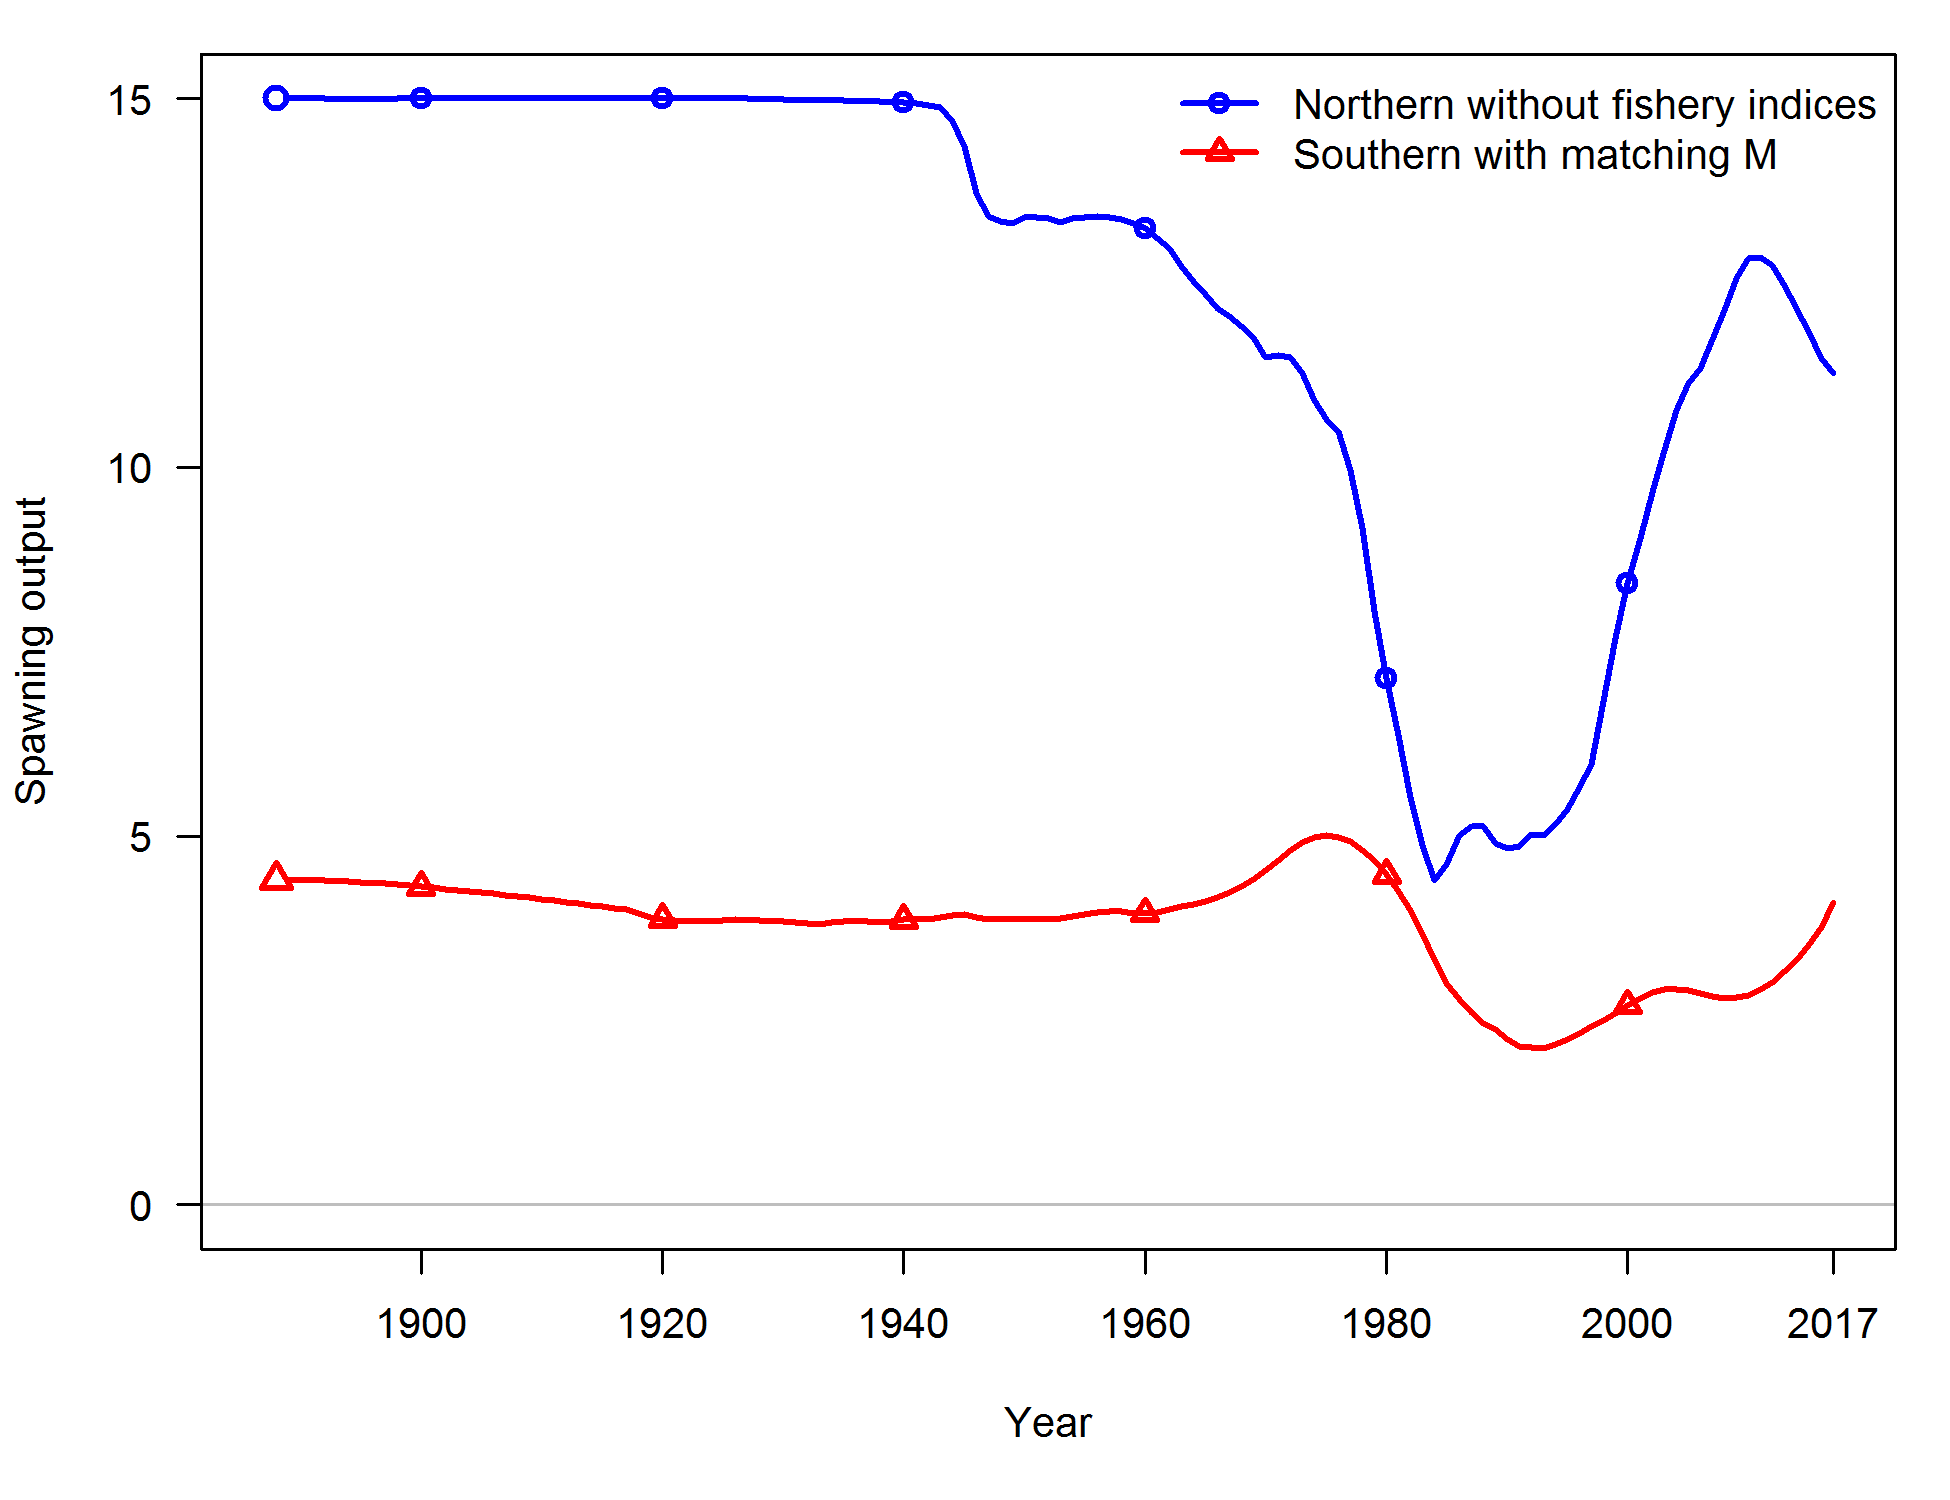 Northern without fishery indices
Southern with matching M
15
10
5
0
Spawning output
1900 1920 1940 1960 1980 2000 2017
Year